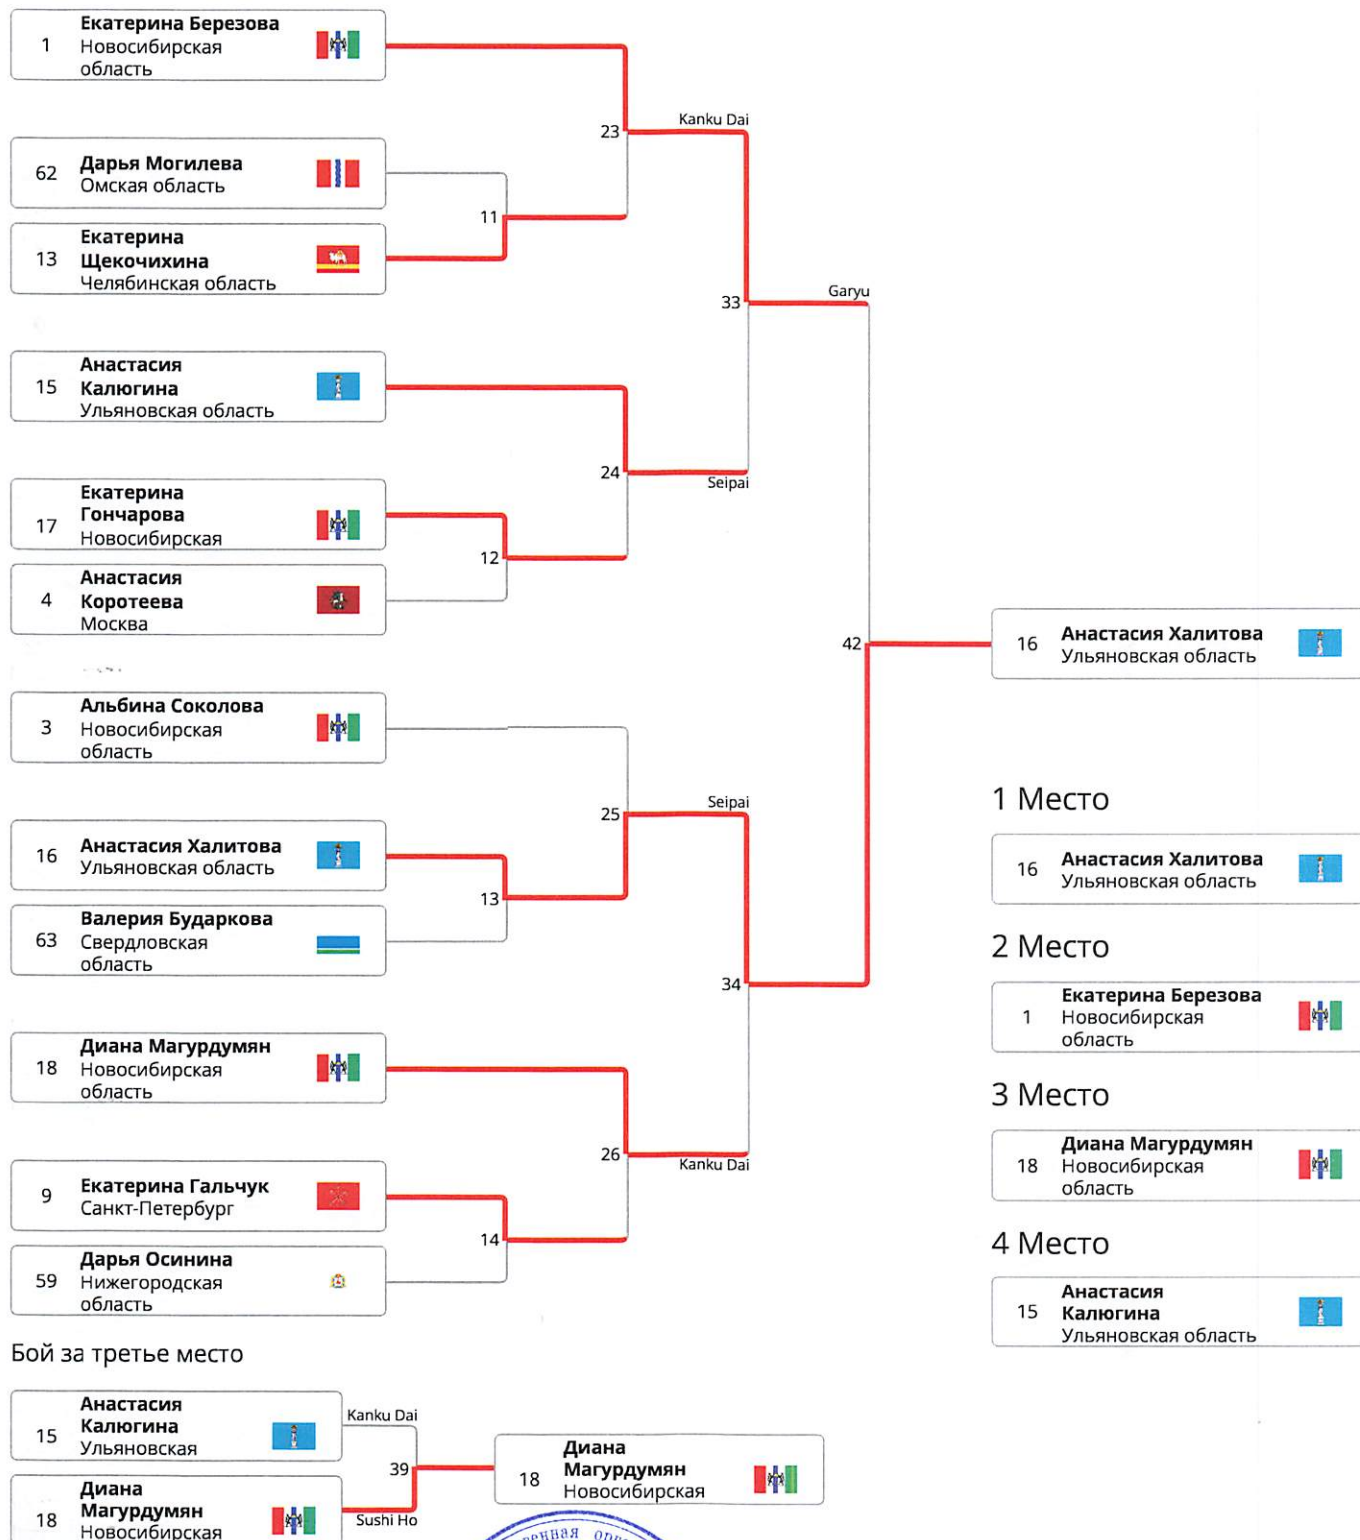 1
Екатерина Березова
Новосибирская
область
62
Дарья Могилева
Омская область
13
Екатерина
Щекочихина
Челябинская область
15
Анастасия
Калюгина
Ульяновская область
17
Екатерина
Гончарова
Новосибирская
4
Анастасия
Коротеева
Москва
3
Альбина Соколова
Новосибирская
область
16
Анастасия Халитова
Ульяновская область
63
Валерия Бударкова
Свердловская
область
18
Диана Магурдумян
Новосибирская
область
9
Екатерина Гальчук
Санкт-Петербург
59
Дарья Осинина
Нижегородская
область
11
12
13
14
23
Kanku Dai
24
Seipai
25
Seipai
26
Kanku Dai
33
Garyu
34
42
16
Анастасия Халитова
Ульяновская область
1 Место
16
Анастасия Халитова
Ульяновская область
2 Место
1
Екатерина Березова
Новосибирская
область
3 Место
18
Диана Магурдумян
Новосибирская
область
4 Место
15
Анастасия
Калюгина
Ульяновская область
Бой за третье место
15
Анастасия
Калюгина
Ульяновская
Kanku Dai
18
Диана
Магурдумян
Новосибирская
Sushi Ho
39
18
Диана
Магурдумян
Новосибирская